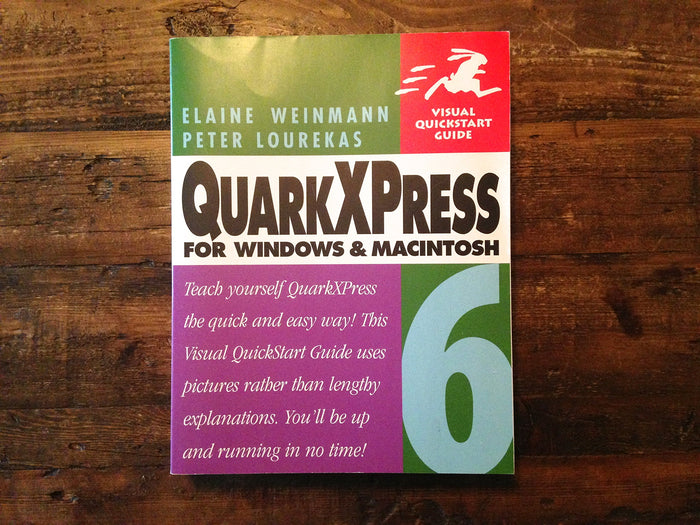 ELAINE WEINMANN
PETER LOUREKAS
VISUAL
QUICKSTART
GUIDE
QUARKXPRESS
FOR WINDOWS & MACINTOSH
Teach yourself QuarkXPress
the quick and easy way! This
Visual QuickStart Guide uses
pictures rather than lengthy
explanations. You'll be up
and running in no time!
6